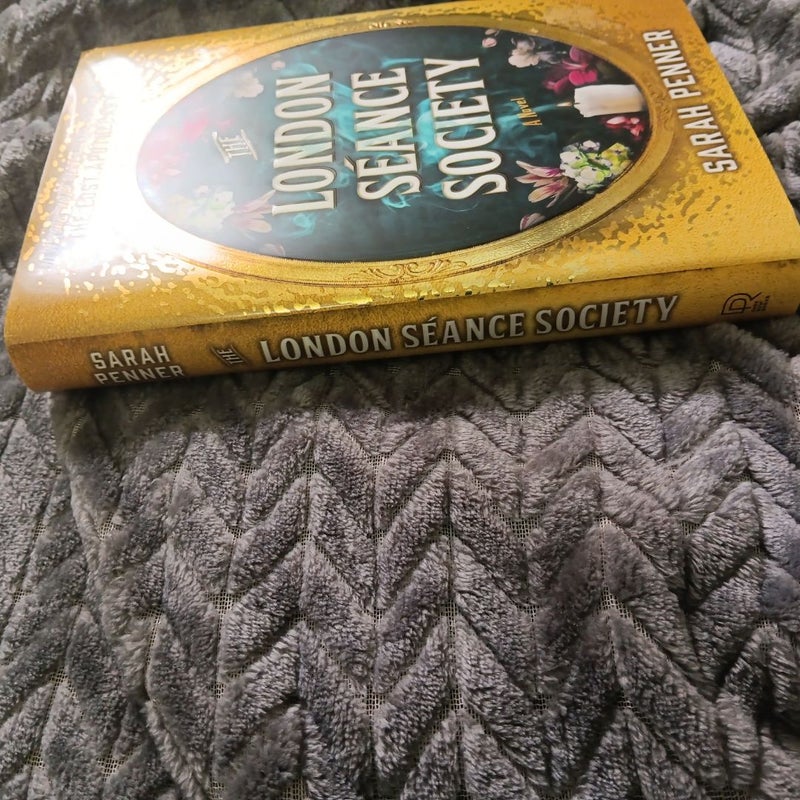 THE
LONDON
SÉANCE
SOCIETY
A Novel
SARAH PENNER
THE LOST APOTHECARY
SARAH
PENNER
THE
LONDON SÉANCE SOCIETY